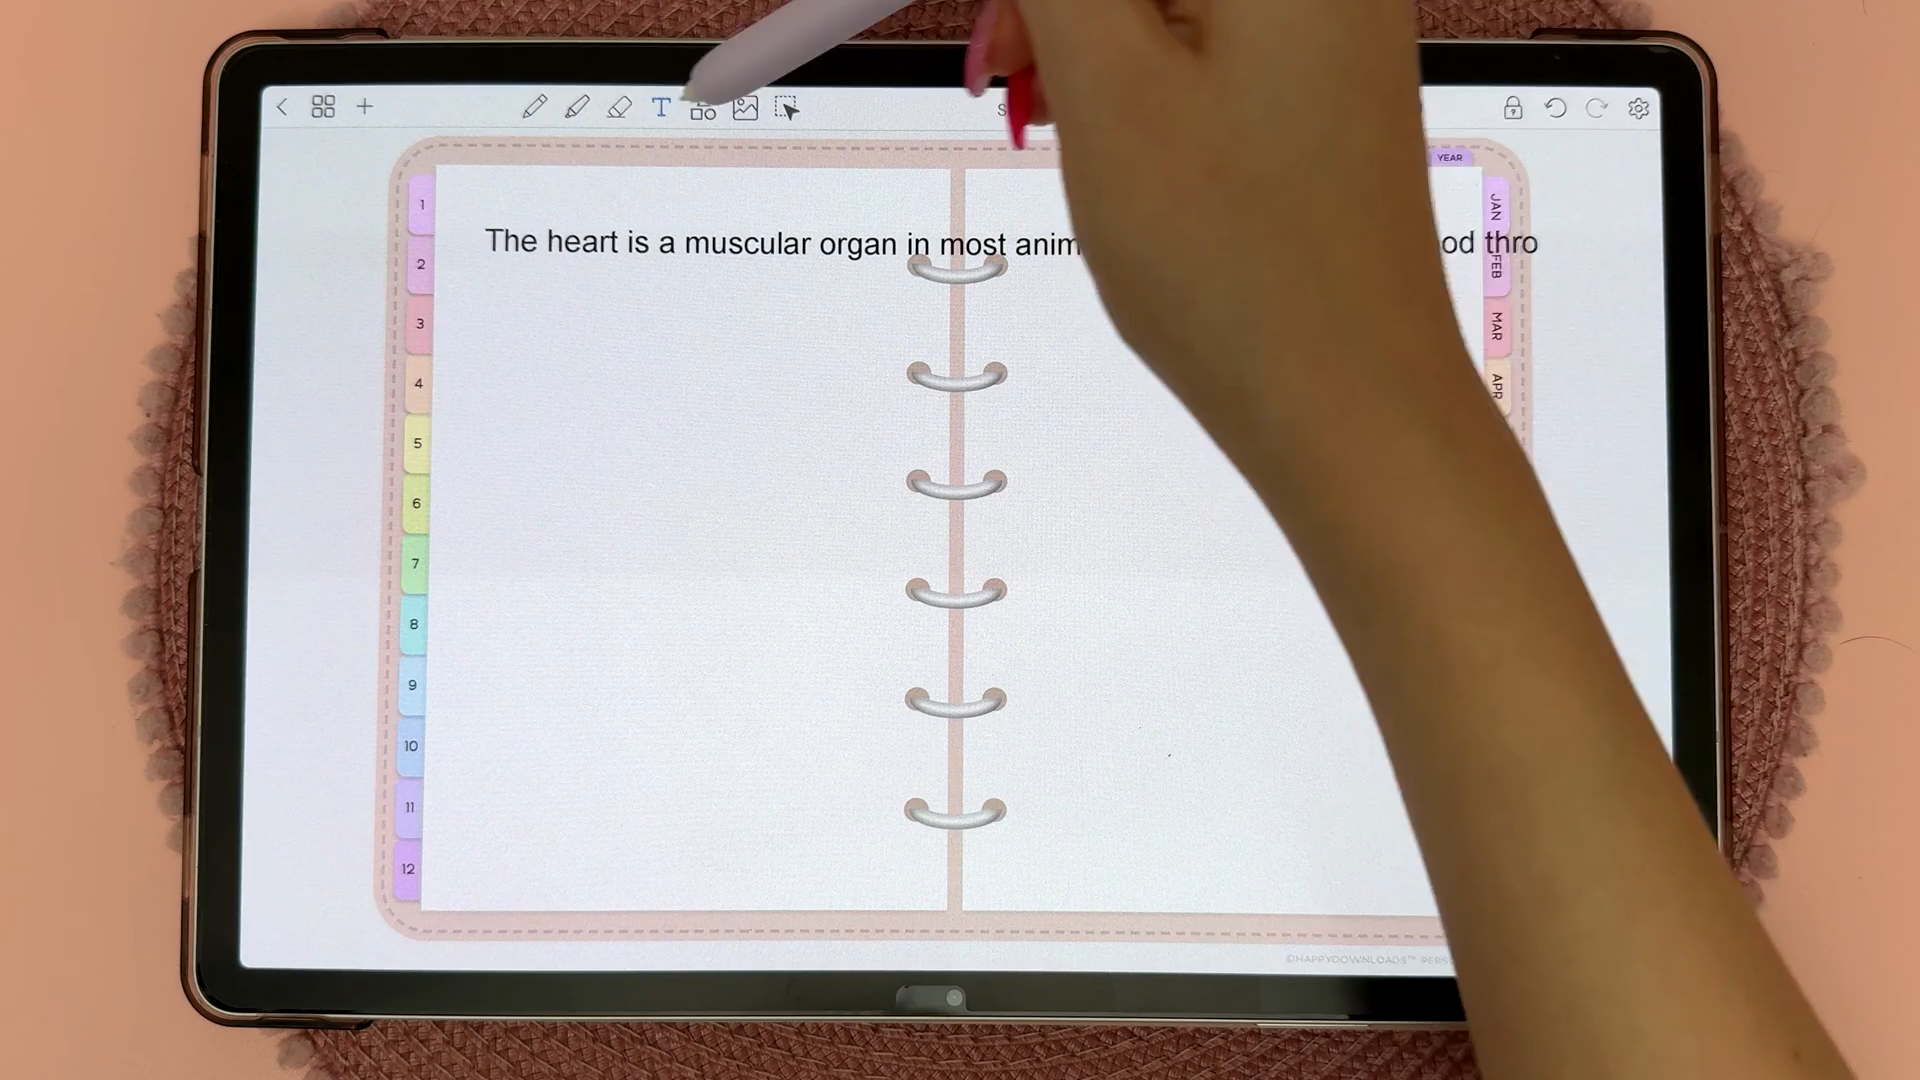 T
YEAR
The heart is a muscular organ in most anim
od thro
1
2
3
4
5
6
7
8
9
10
11
12
JAN
FEB
MAR
APR
©HAPPYDOWNLOADS™